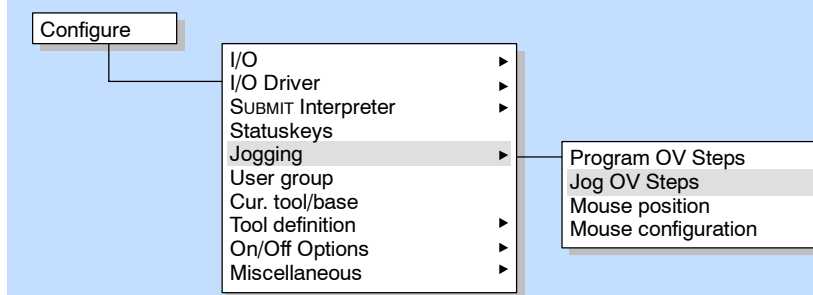 Configure
I/O
I/O Driver
SUBMIT Interpreter
Statuskeys
Jogging
User group
Cur. tool/base
Tool definition
On/Off Options
Miscellaneous
Program OV Steps
Jog OV Steps
Mouse position
Mouse configuration